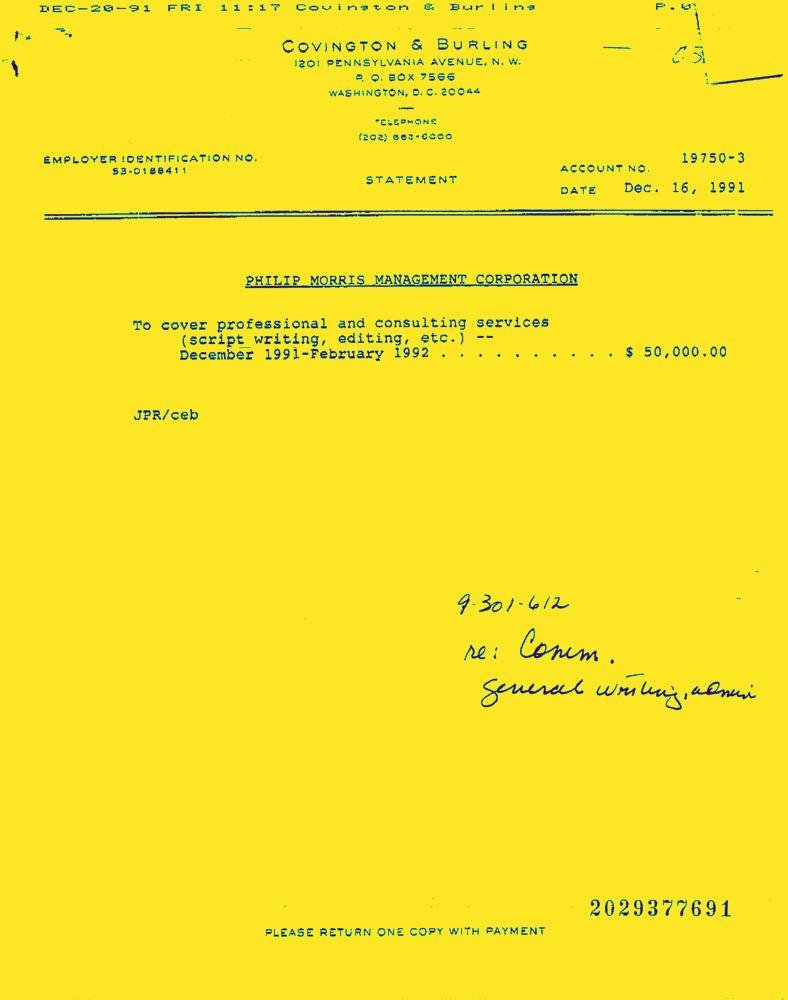 DEC-20-91 FRI 11:17 Covington & Burling
COVINGTON & BURLING
1201 PENNSYLVANIA AVENUE, N. W.
P. O. BOX 7566
WASHINGTON, D. C. 20044
TELEPHONE
(202) 662-6000
EMPLOYER IDENTIFICATION NO.
53-0188411
STATEMENT
ACCOUNT NO. 19750-3
DATE Dec. 16, 1991
PHILIP MORRIS MANAGEMENT CORPORATION
To cover professional and consulting services
(script writing, editing, etc.) --
December 1991-February 1992 . . . . . . . . . . . $ 50,000.00
JPR/ceb
9-301-612
re: Comm.
general writing, admin
2029377691
PLEASE RETURN ONE COPY WITH PAYMENT